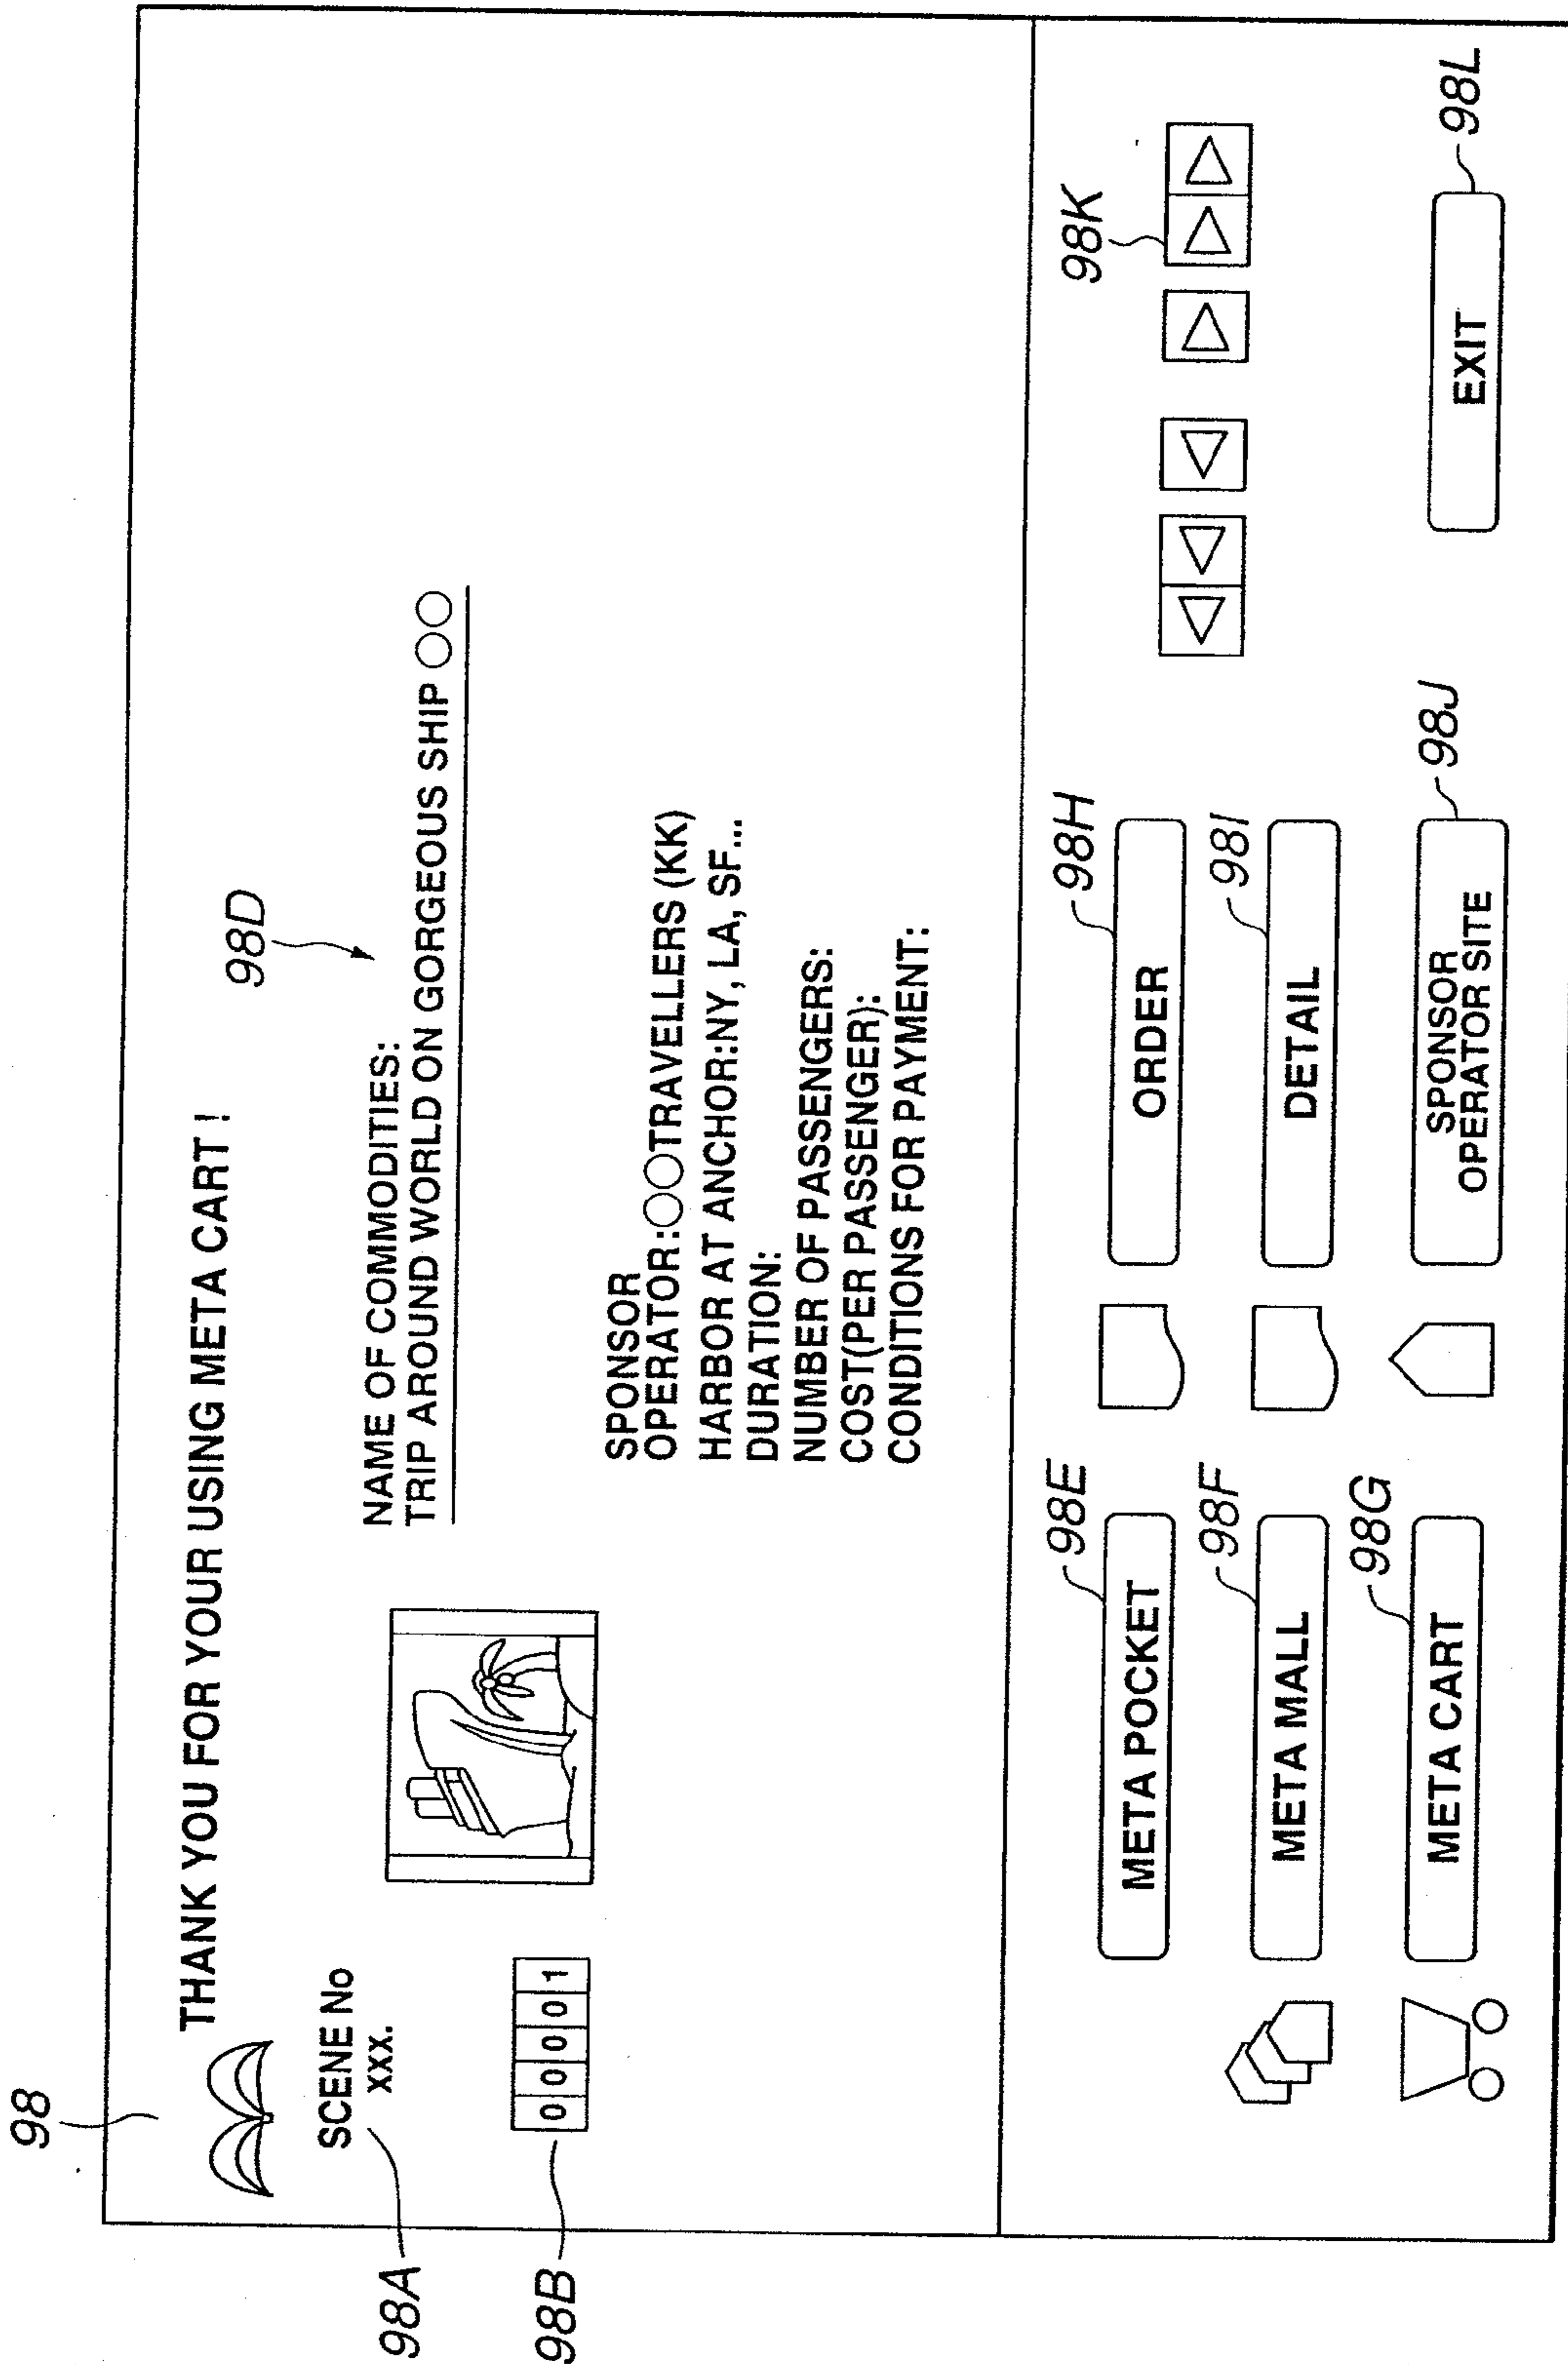 98
THANK YOU FOR YOUR USING META CART !
98D
98A
SCENE No
xxx.
NAME OF COMMODITIES:
TRIP AROUND WORLD ON GORGEOUS SHIP ○○
98B
0 0 0 0 1
SPONSOR
OPERATOR:○○TRAVELLERS (KK)
HARBOR AT ANCHOR:NY, LA, SF...
DURATION:
NUMBER OF PASSENGERS:
COST(PER PASSENGER):
CONDITIONS FOR PAYMENT:
98E
98H
98K
META POCKET
ORDER
98F
98I
META MALL
DETAIL
98G
98J
98L
META CART
SPONSOR
OPERATOR SITE
EXIT